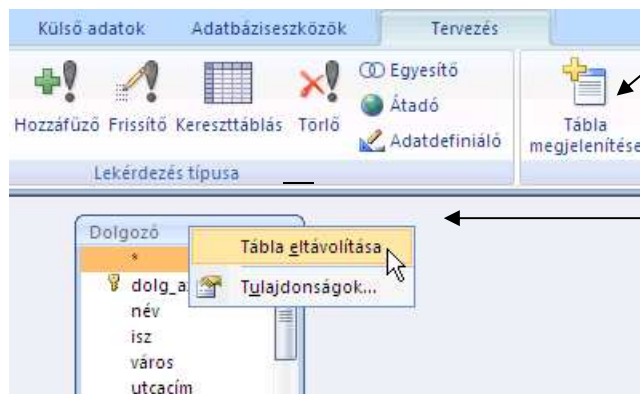 Külső adatok Adatbáziseszközök Tervezés
Hozzáfűző Frissítő Kereszttáblás Törlő
Egyesítő
Átadó
Adatdefiniáló
Tábla
megjelenítése
Lekérdezés típusa
Dolgozó
*
dolg_a
név
isz
város
utcacím
Tábla eltávolítása
Tulajdonságok...